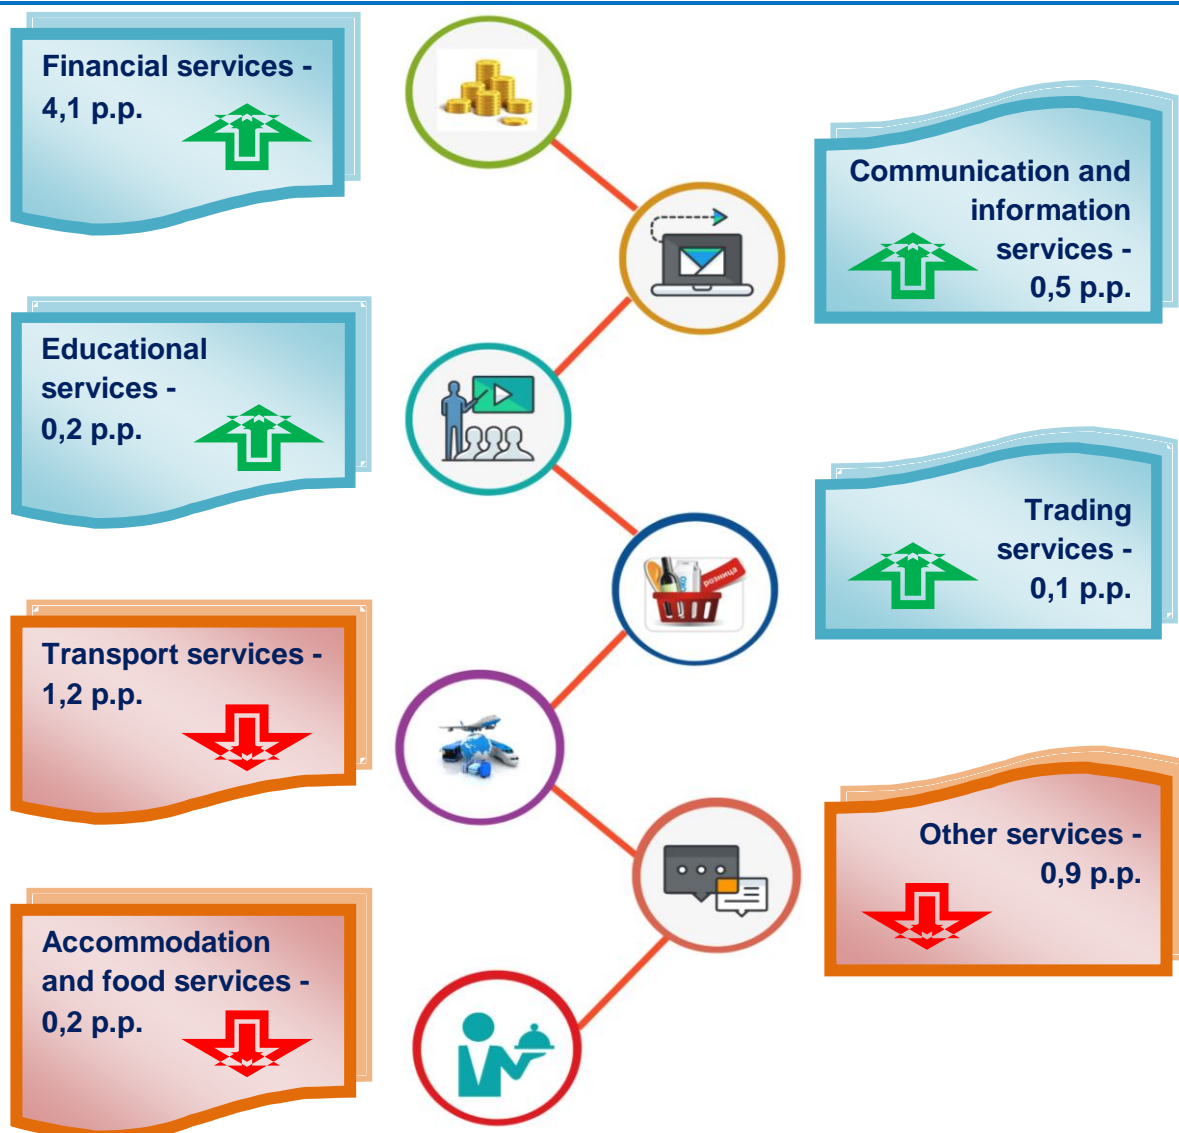 Financial services -
4,1 p.p.
Communication and
information
services -
0,5 p.p.
Educational
services -
0,2 p.p.
Trading
services -
0,1 p.p.
розница
Transport services -
1,2 p.p.
Other services -
0,9 p.p.
Accommodation
and food services -
0,2 p.p.